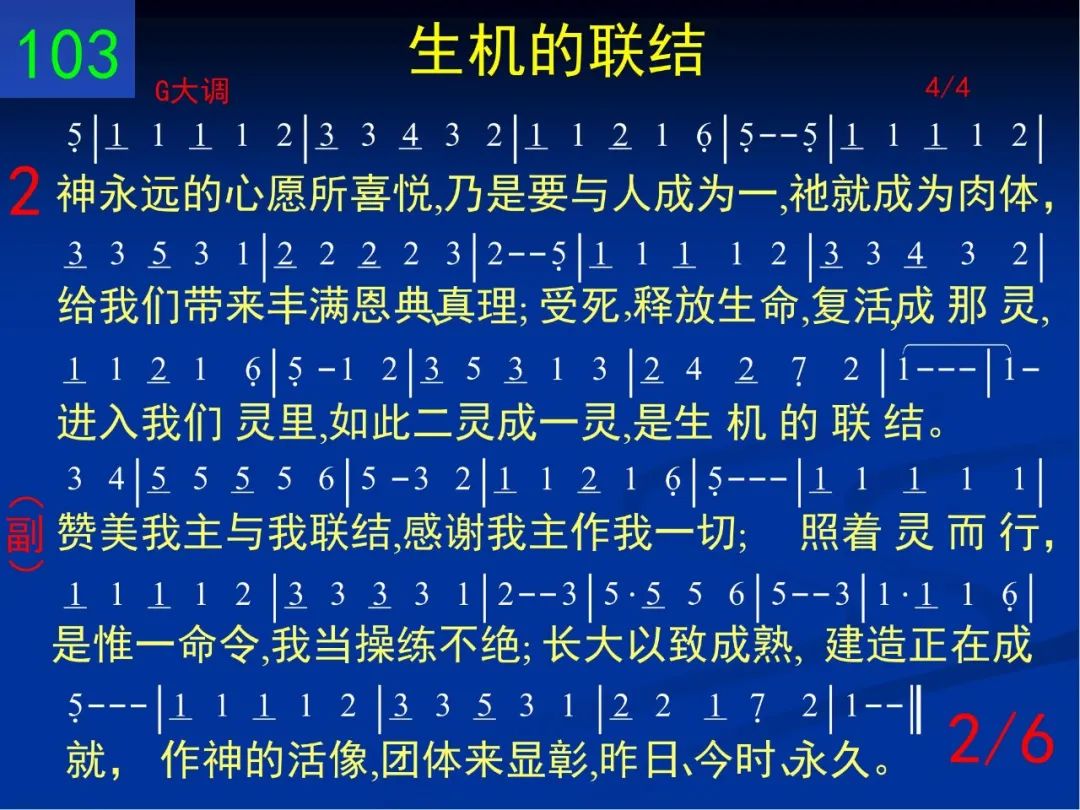 103
生机的联结
G大调
4/4
5̣|1̲ 1 1̲ 1 2|3̲ 3 4̲ 3 2|1̲ 1 2̲ 1 6̣|5̣--5̣|1̲ 1 1̲ 1 2|
2 神永远的心愿所喜悦,乃是要与人成为一,祂就成为肉体,
3̲ 3 5̲ 3 1|2̲ 2 2̲ 2 3|2--5̣|1̲ 1 1̲ 1 2|3̲ 3 4̲ 3 2|
给我们带来丰满恩典、真理; 受死,释放生命,复活,成 那 灵,
1̲ 1 2̲ 1 6̣|5̣-1 2|3̲ 5 3̲ 1 3|2̲ 4 2̲ 7̣ 2|1---|1-
进入我们 灵里,如此二灵成一灵,是生 机 的 联 结。
3 4|5̲ 5 5̲ 5 6|5-3 2|1̲ 1 2̲ 1 6̣|5̣---|1̲ 1 1̲ 1 1|
(副) 赞美我主与我联结,感谢我主作我一切; 照着 灵 而 行,
1̲ 1 1̲ 1 2|3̲ 3 3̲ 3 1|2--3|5·5̲ 5 6|5--3|1·1̲ 1 6̣|
是惟一命令,我当操练不绝; 长大以致成熟, 建造正在成
5̣---|1̲ 1 1̲ 1 2|3̲ 3 5̲ 3 1|2̲ 2 1̲ 7̣ 2|1--‖
就, 作神的活像,团体来显彰,昨日、今时、永久。
2/6